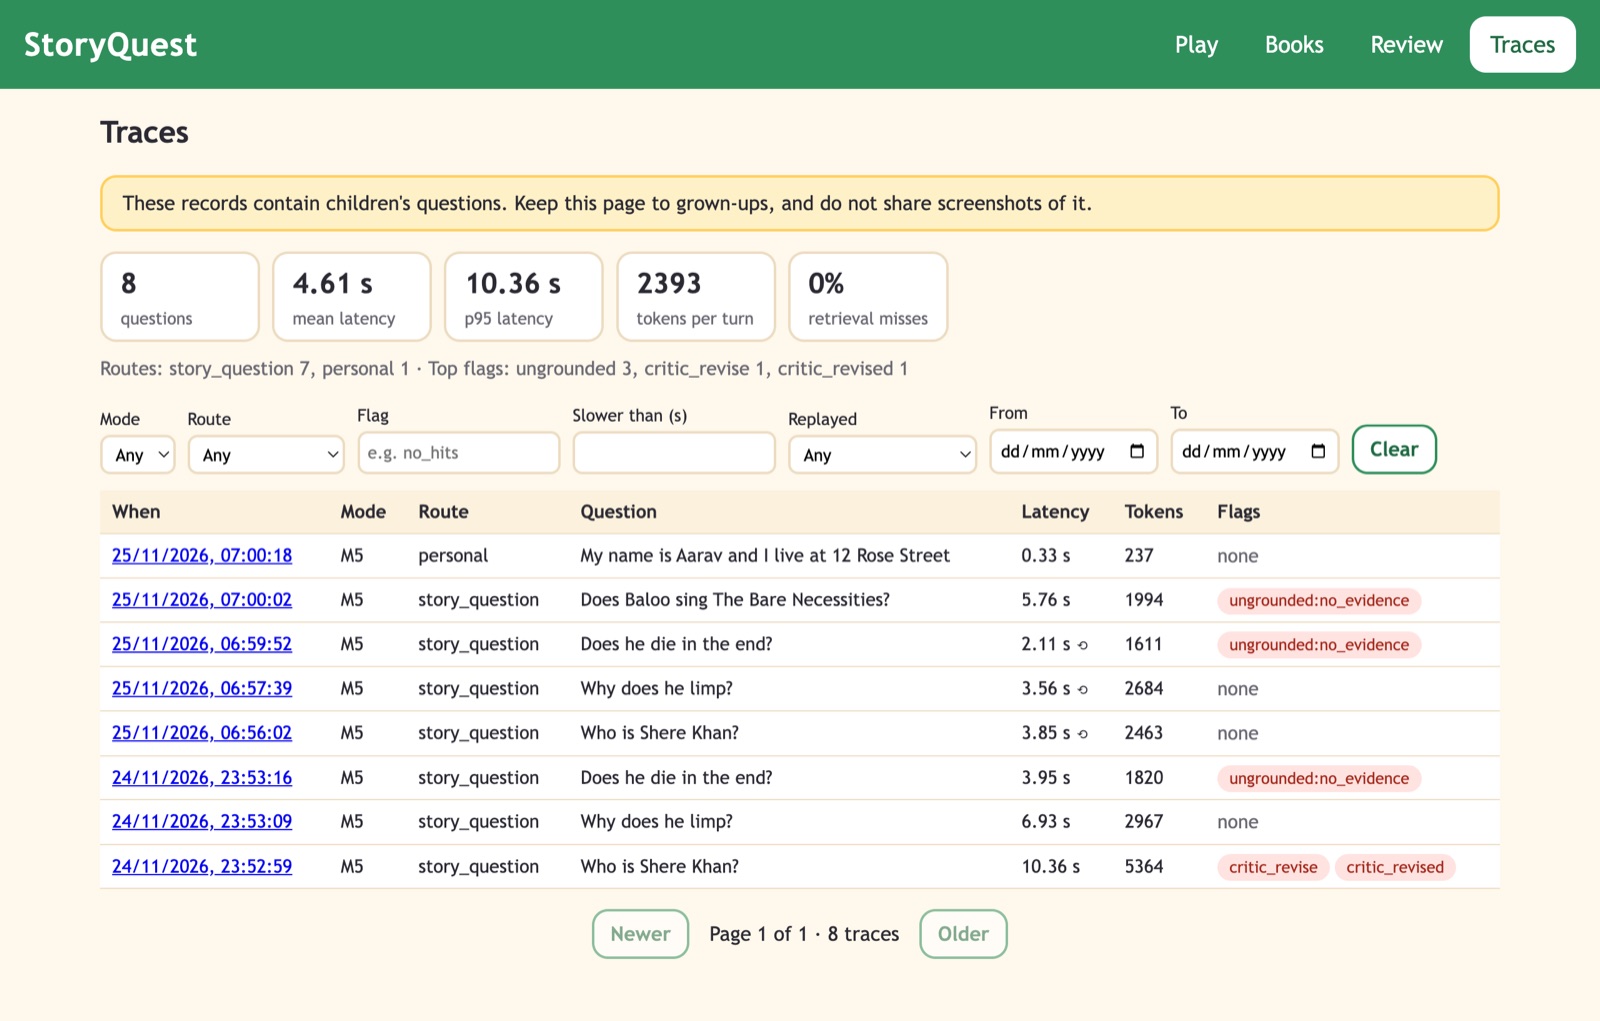 StoryQuest
Play Books Review Traces
Traces
These records contain children's questions. Keep this page to grown-ups, and do not share screenshots of it.
8 4.61 s 10.36 s 2393 0%
questions mean latency p95 latency tokens per turn retrieval misses
Routes: story_question 7, personal 1 · Top flags: ungrounded 3, critic_revise 1, critic_revised 1
Mode Route Flag Slower than (s) Replayed From To
Any Any e.g. no_hits Any dd/mm/yyyy dd/mm/yyyy Clear
When Mode Route Question Latency Tokens Flags
25/11/2026, 07:00:18 M5 personal My name is Aarav and I live at 12 Rose Street 0.33 s 237 none
25/11/2026, 07:00:02 M5 story_question Does Baloo sing The Bare Necessities? 5.76 s 1994 ungrounded:no_evidence
25/11/2026, 06:59:52 M5 story_question Does he die in the end? 2.11 s ⟲ 1611 ungrounded:no_evidence
25/11/2026, 06:57:39 M5 story_question Why does he limp? 3.56 s ⟲ 2684 none
25/11/2026, 06:56:02 M5 story_question Who is Shere Khan? 3.85 s ⟲ 2463 none
24/11/2026, 23:53:16 M5 story_question Does he die in the end? 3.95 s 1820 ungrounded:no_evidence
24/11/2026, 23:53:09 M5 story_question Why does he limp? 6.93 s 2967 none
24/11/2026, 23:52:59 M5 story_question Who is Shere Khan? 10.36 s 5364 critic_revise critic_revised
Newer Page 1 of 1 · 8 traces Older